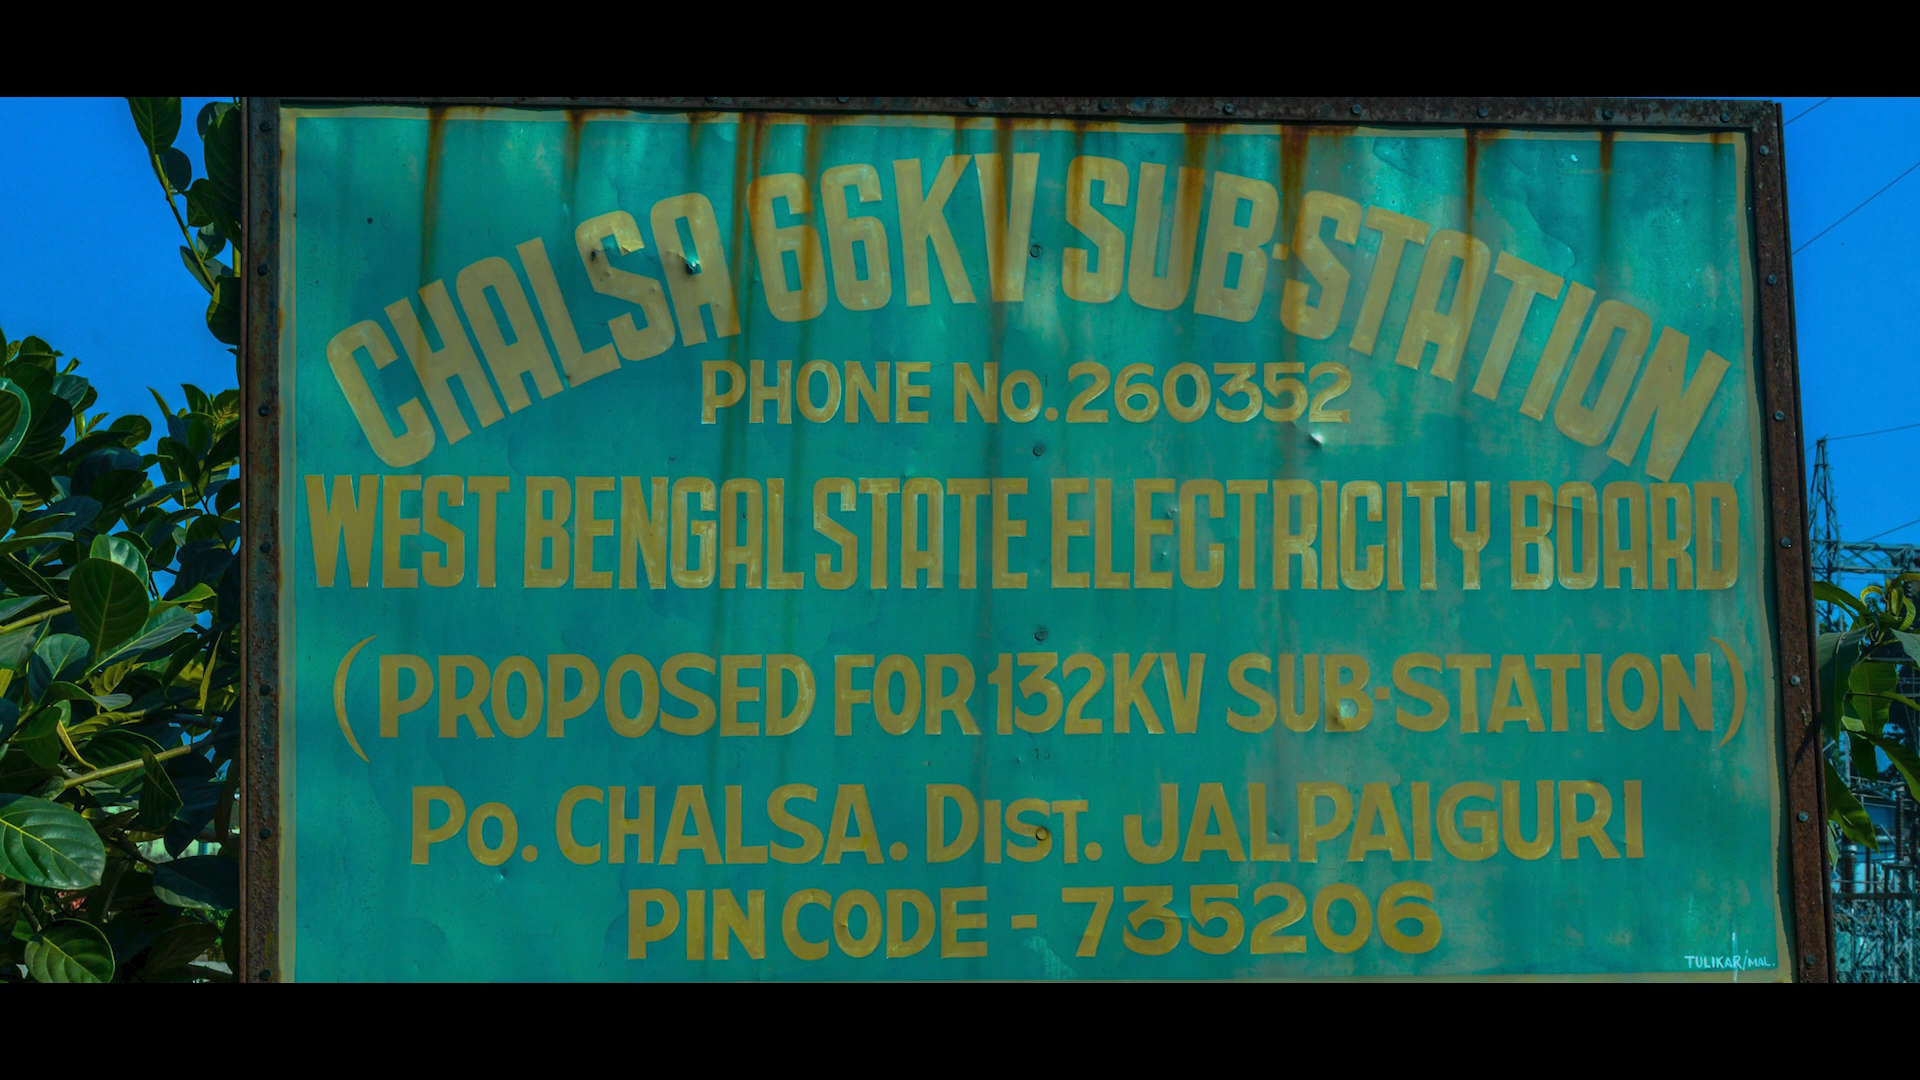 CHALSA 66KV SUB-STATION
PHONE No. 260352
WEST BENGAL STATE ELECTRICITY BOARD
(PROPOSED FOR 132KV SUB-STATION)
Po. CHALSA. DIST. JALPAIGURI
PIN CODE - 735206
TULIKAR/MAL.